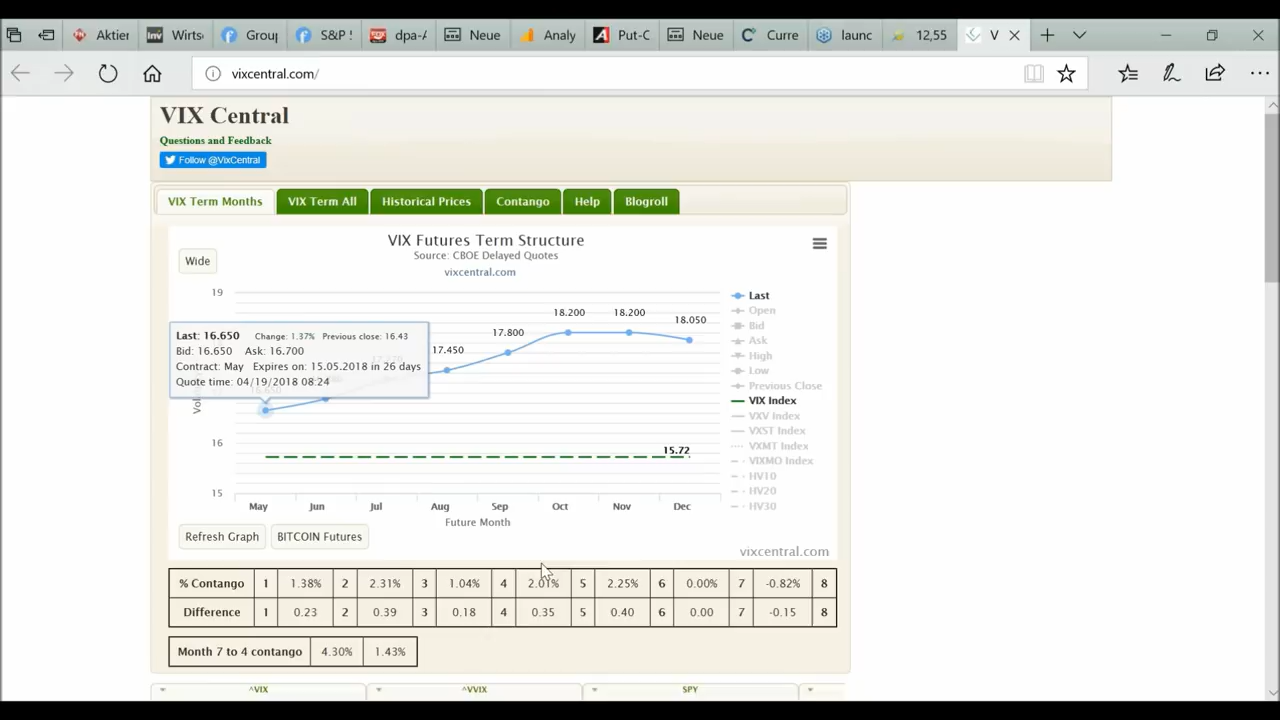 Aktier
Wirts
Grou
S&P
dpa-
Neue
Analy
Put-C
Neue
Curre
launc
12,55
V
vixcentral.com/
VIX Central
Questions and Feedback
Follow @VixCentral
VIX Term Months
VIX Term All
Historical Prices
Contango
Help
Blogroll
VIX Futures Term Structure
Source: CBOE Delayed Quotes
vixcentral.com
Wide
19
18.200
18.200
18.050
17.800
17.450
Last: 16.650 Change: 1.37% Previous close: 16.43
Bid: 16.650 Ask: 16.700
Contract: May Expires on: 15.05.2018 in 26 days
Quote time: 04/19/2018 08:24
16
15.72
15
May Jun Jul Aug Sep Oct Nov Dec
Future Month
Last
Open
Bid
Ask
High
Low
Previous Close
VIX Index
VXV Index
VXST Index
VXMT Index
VIXMO Index
HV10
HV20
HV30
Refresh Graph
BITCOIN Futures
vixcentral.com
% Contango 1 1.38% 2 2.31% 3 1.04% 4 2.01% 5 2.25% 6 0.00% 7 -0.82% 8
Difference 1 0.23 2 0.39 3 0.18 4 0.35 5 0.40 6 0.00 7 -0.15 8
Month 7 to 4 contango 4.30% 1.43%
^VIX
^VVIX
SPY